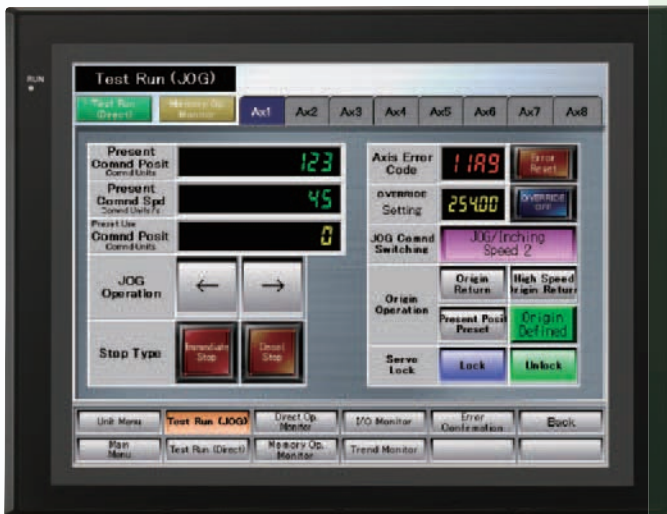 RUN
Test Run (JOG)
Test Run
(Direct)
Memory Op.
Monitor
Ax1
Ax2
Ax3
Ax4
Ax5
Ax6
Ax7
Ax8
Present
Comnd Posit
Comnd Units
123
Present
Comnd Spd
Comnd Units/s
45
Preset Use
Comnd Posit
Comnd Units
0
JOG
Operation
←
→
Stop Type
Immediate
Stop
Decel
Stop
Axis Error
Code
11A9
Error
Reset
OVERRIDE
Setting
254.00
OVERRIDE
OFF
JOG Comnd
Switching
JOG/Inching
Speed 2
Origin
Operation
Origin
Return
High Speed
Origin Return
Present Posit
Preset
Origin
Defined
Servo
Lock
Lock
Unlock
Unit Menu
Test Run (JOG)
Direct Op.
Monitor
I/O Monitor
Error
Confirmation
Back
Main
Menu
Test Run (Direct)
Memory Op.
Monitor
Trend Monitor